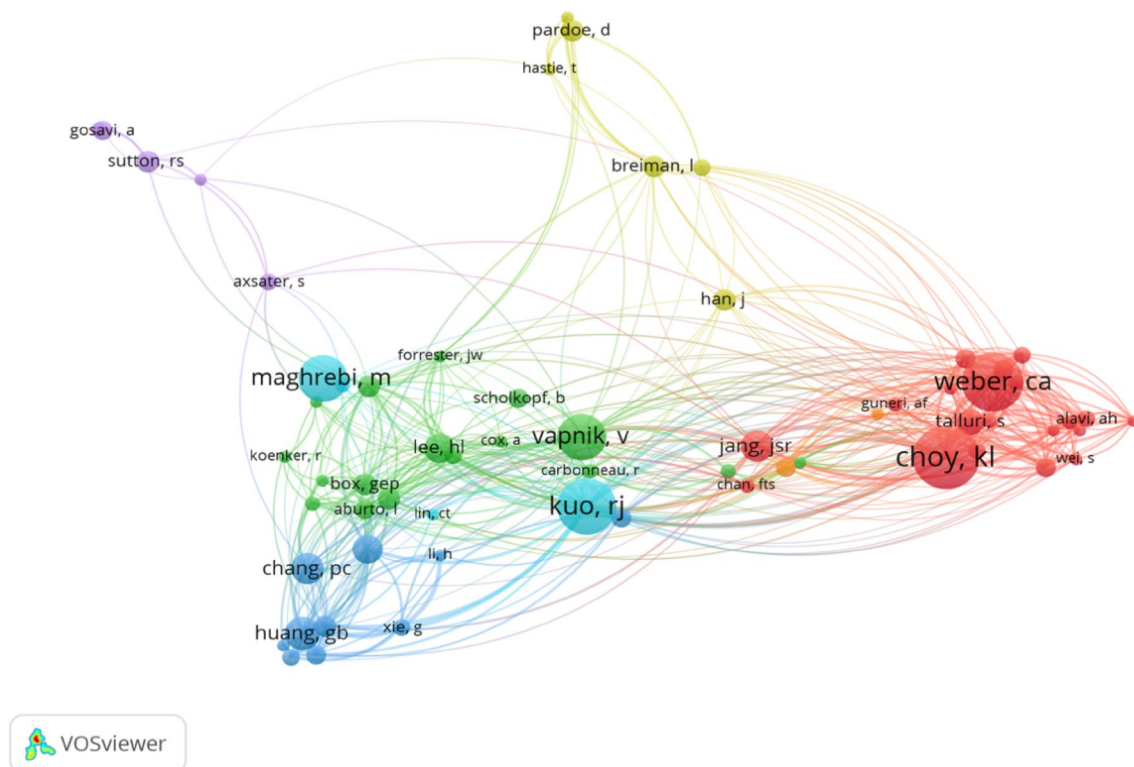 pardoe, d
hastie, t
gosavi, a
sutton, rs
breiman, l
axsater, s
han, j
forrester, jw
maghrebi, m
weber, ca
scholkopf, b
guneri, af
talluri, s
alavi, ah
vapnik, v
cox, a
lee, hl
jang, jsr
koenker, r
choy, kl
wei, s
carbonneau, r
box, gep
chan, fts
aburto, l
lin, ct
kuo, rj
li, h
chang, pc
huang, gb
xie, g
VOSviewer